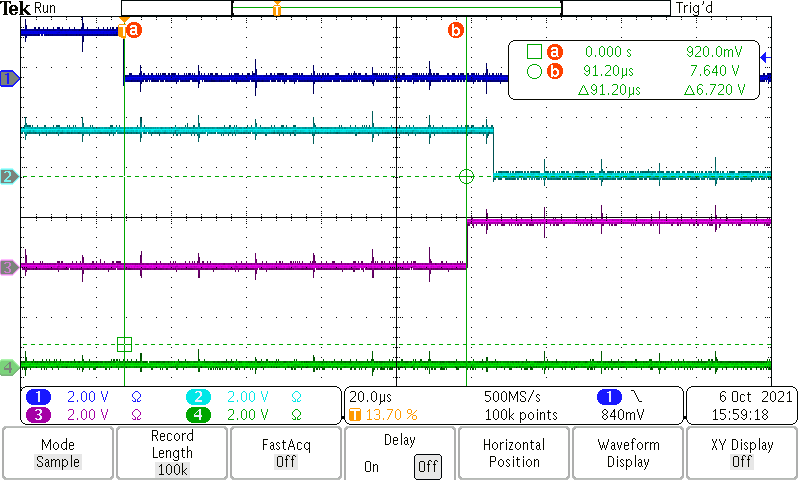 Tek Run Trig'd
T
T a b
a 0.000 s 920.0mV
b 91.20µs 7.640 V
△91.20µs △6.720 V
1
2
3
4
1 2.00 V Ω 2 2.00 V Ω
3 2.00 V Ω 4 2.00 V Ω
20.0µs 500MS/s
T 13.70 % 100k points
1 \
840mV
6 Oct 2021
15:59:18
Mode
Sample
Record
Length
100k
FastAcq
Off
Delay
On Off
Horizontal
Position
Waveform
Display
XY Display
Off